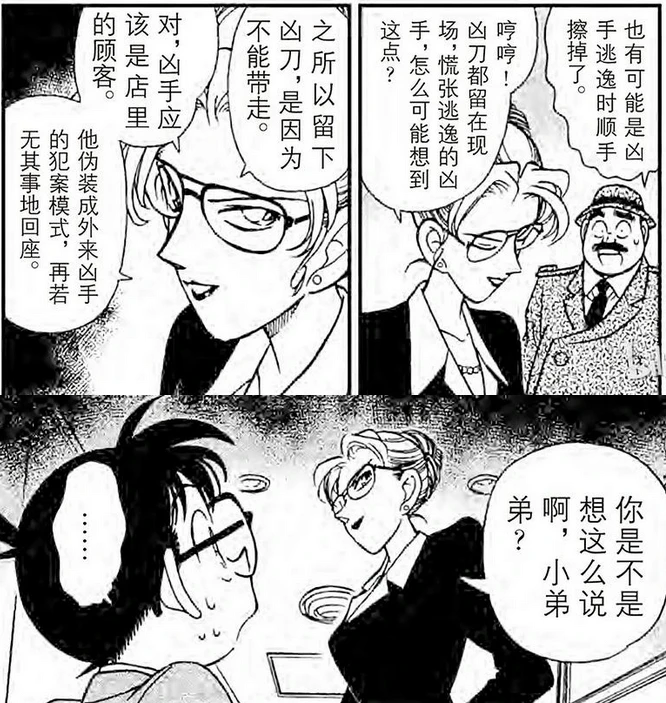 也有可能是凶
手逃逸时顺手
擦掉了。
哼哼！
凶刀都留在现
场，慌张逃逸的凶
手，怎么可能想到
这点？
之所以留下
凶刀，是因为
不能带走。
对，凶手应
该是店里
的顾客。
他伪装成外来凶手
的犯案模式，再若
无其事地回座。
你是不是
想这么说
啊，小弟
弟？
……